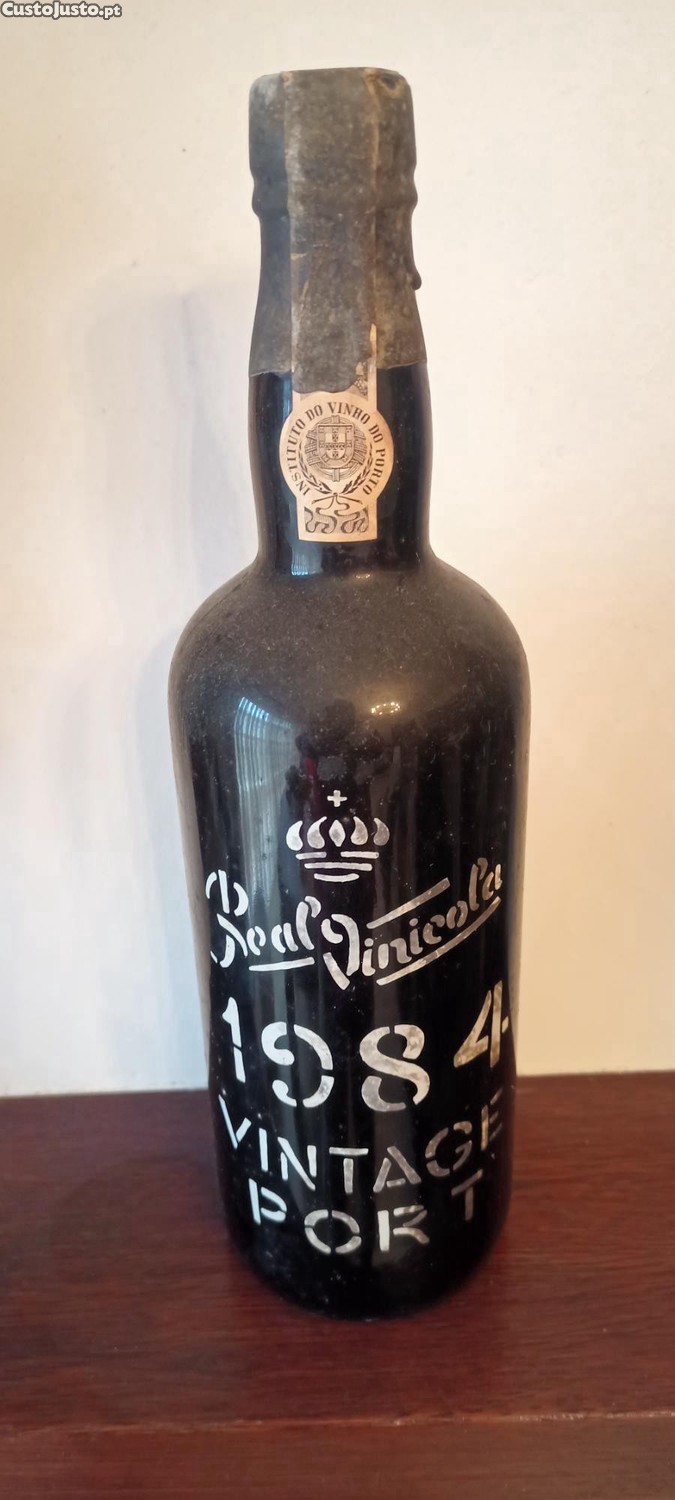 CustoJusto.pt
INSTITUTO DO VINHO DO PORTO
Real Vinicola
1984
VINTAGE
PORT